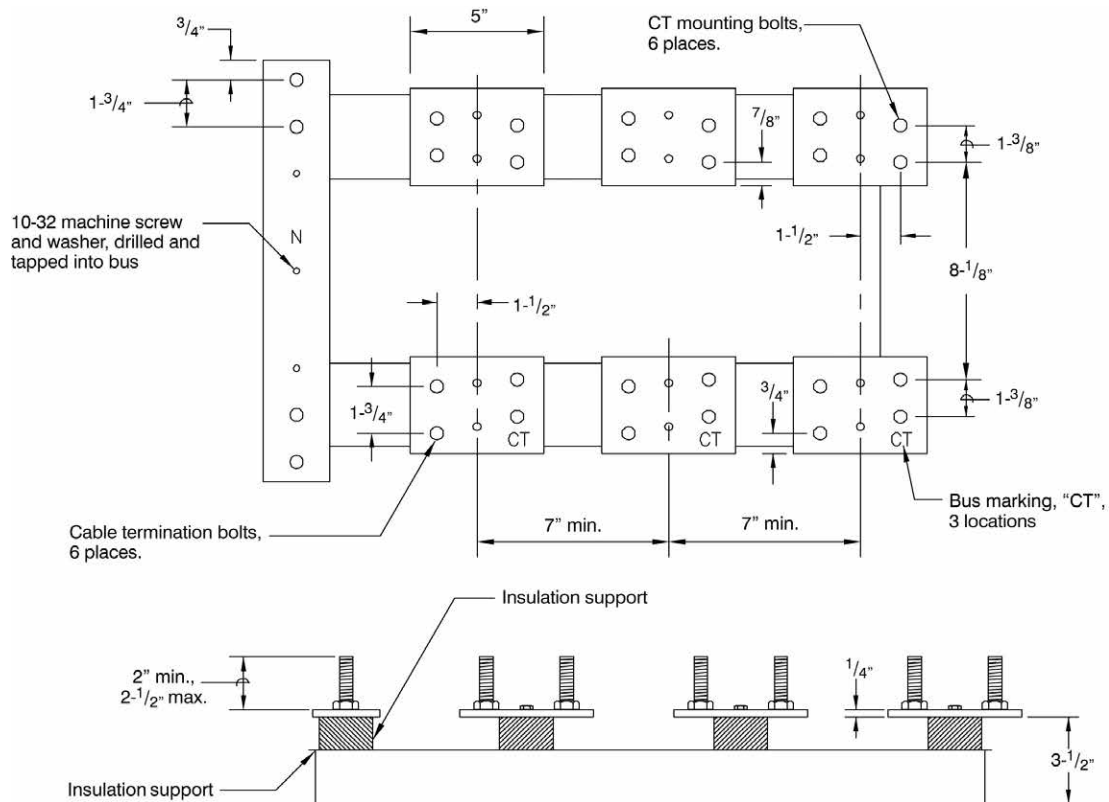 3/4"
5"
CT mounting bolts,
6 places.
1-3/4"
7/8"
1-3/8"
10-32 machine screw
and washer, drilled and
tapped into bus
N
1-1/2"
8-1/8"
1-1/2"
1-3/4"
3/4"
1-3/8"
CT
CT
CT
Cable termination bolts,
6 places.
7" min.
7" min.
Bus marking, “CT”,
3 locations
Insulation support
2" min.,
2-1/2" max.
1/4"
3-1/2"
Insulation support